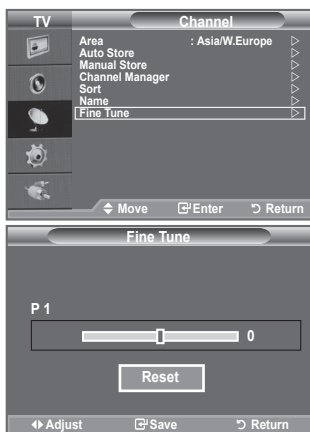 TV Channel
Area : Asia/W.Europe
Auto Store
Manual Store
Channel Manager
Sort
Name
Fine Tune
Move Enter Return
Fine Tune
P 1
0
Reset
Adjust Save Return